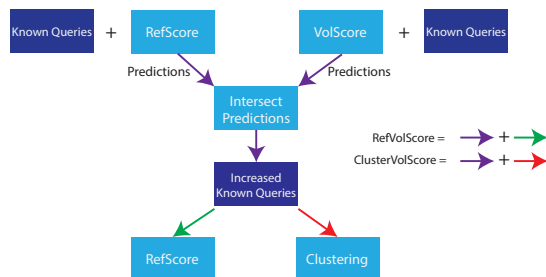 Known Queries + RefScore
VolScore + Known Queries
Predictions
Predictions
Intersect
Predictions
RefVolScore = +
ClusterVolScore = +
Increased
Known Queries
RefScore
Clustering